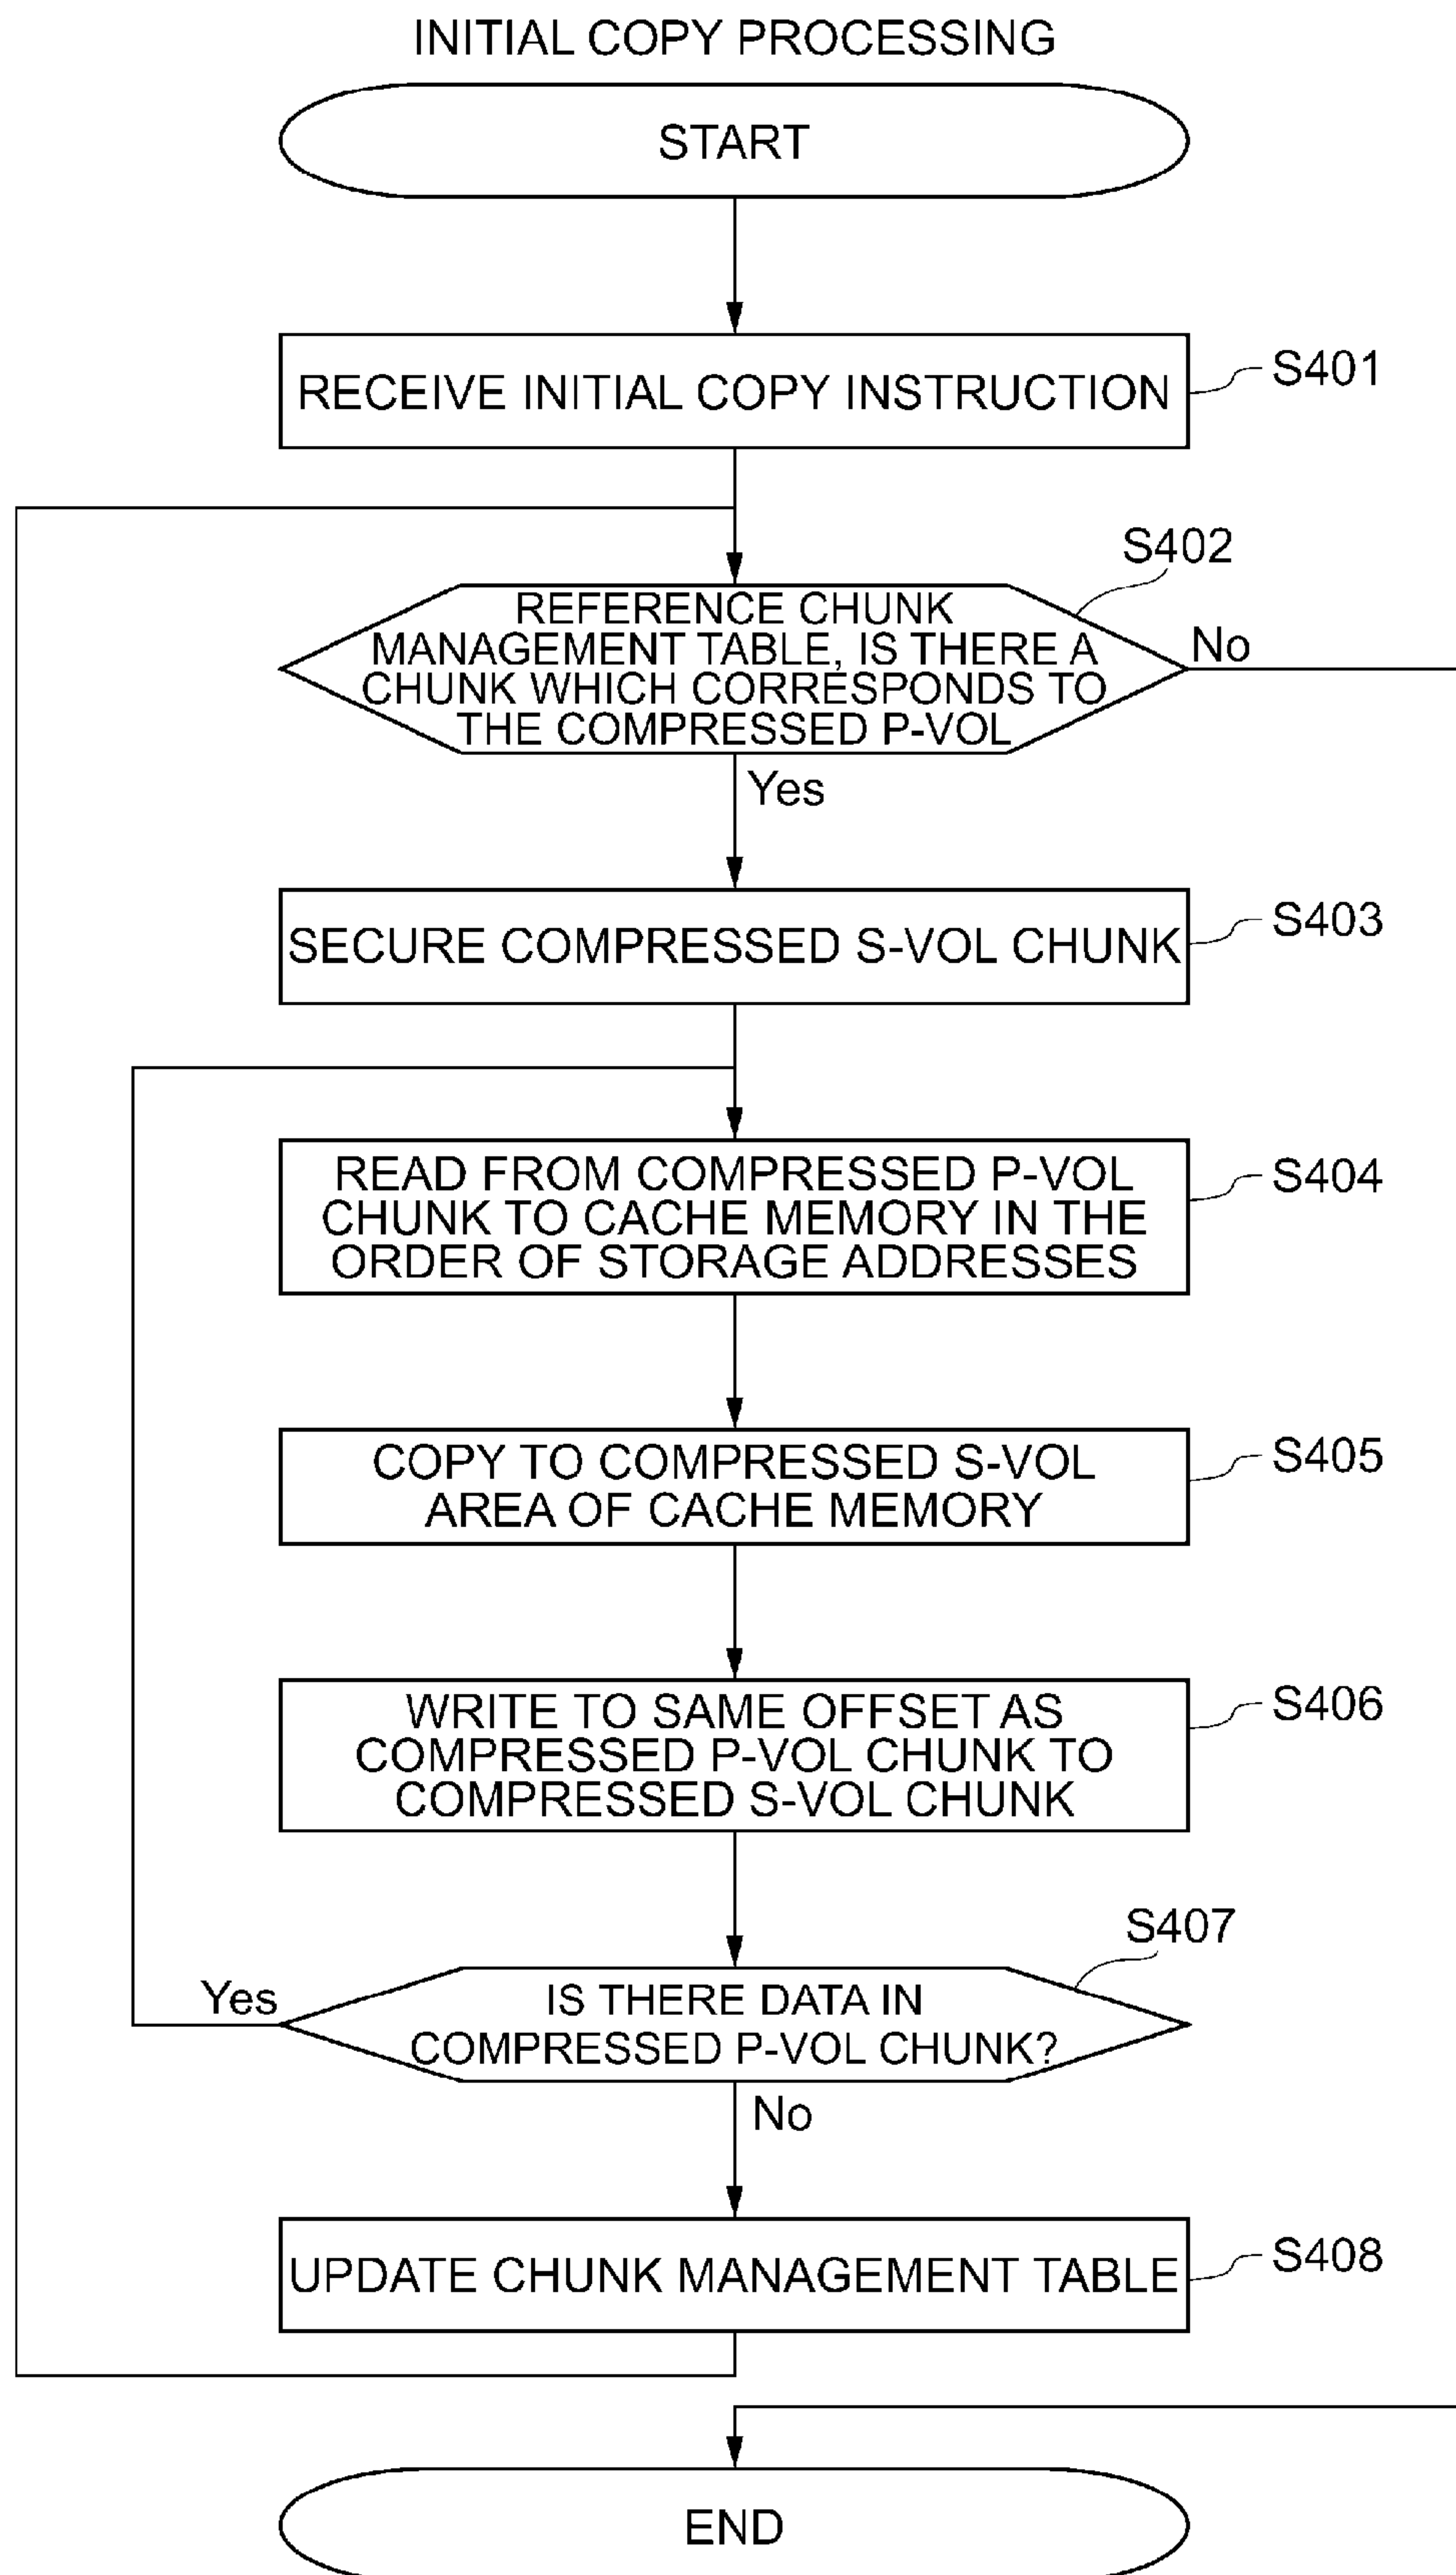 INITIAL COPY PROCESSING
START
RECEIVE INITIAL COPY INSTRUCTION
S401
S402
REFERENCE CHUNK
MANAGEMENT TABLE, IS THERE A
CHUNK WHICH CORRESPONDS TO
THE COMPRESSED P-VOL
No
Yes
SECURE COMPRESSED S-VOL CHUNK
S403
READ FROM COMPRESSED P-VOL
CHUNK TO CACHE MEMORY IN THE
ORDER OF STORAGE ADDRESSES
S404
COPY TO COMPRESSED S-VOL
AREA OF CACHE MEMORY
S405
WRITE TO SAME OFFSET AS
COMPRESSED P-VOL CHUNK TO
COMPRESSED S-VOL CHUNK
S406
S407
Yes
IS THERE DATA IN
COMPRESSED P-VOL CHUNK?
No
UPDATE CHUNK MANAGEMENT TABLE
S408
END